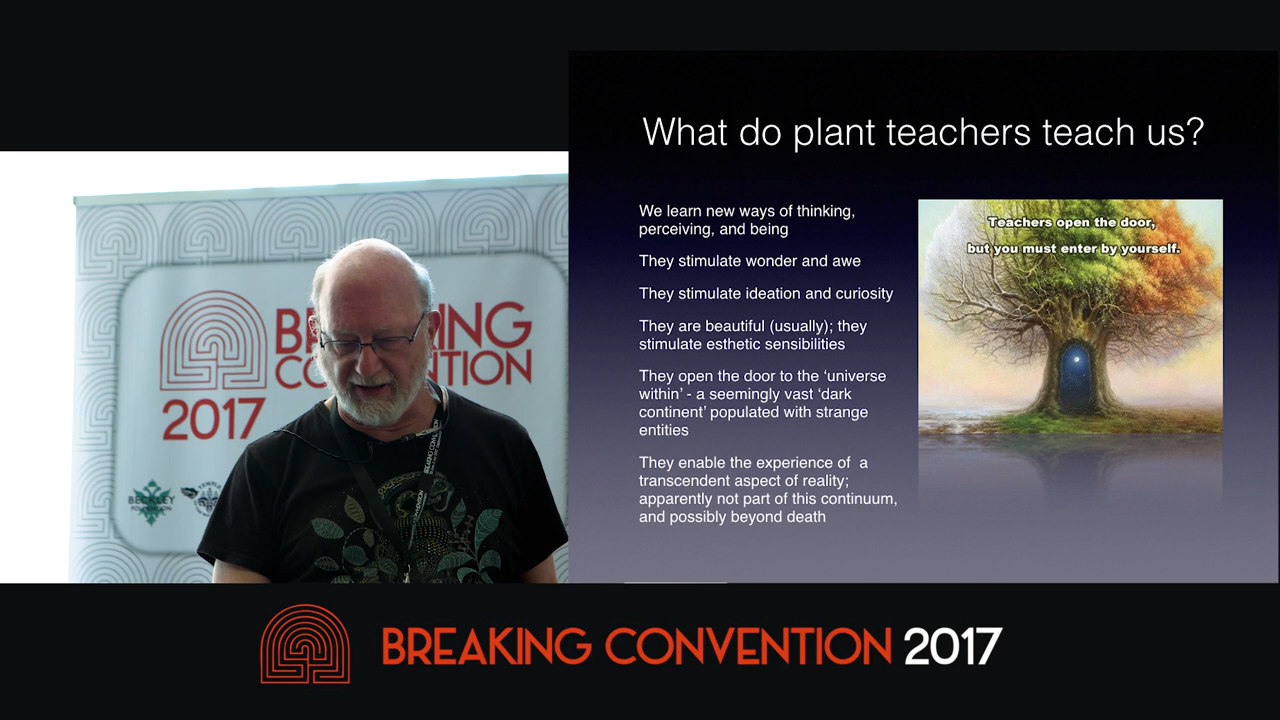 What do plant teachers teach us?
We learn new ways of thinking,
perceiving, and being
They stimulate wonder and awe
They stimulate ideation and curiosity
They are beautiful (usually); they
stimulate esthetic sensibilities
They open the door to the ‘universe
within’ - a seemingly vast ‘dark
continent’ populated with strange
entities
They enable the experience of  a
transcendent aspect of reality;
apparently not part of this continuum,
and possibly beyond death
Teachers open the door,
but you must enter by yourself.
2017
BECKLEY
FOUNDATION
BREAKING CONVENTION 2017